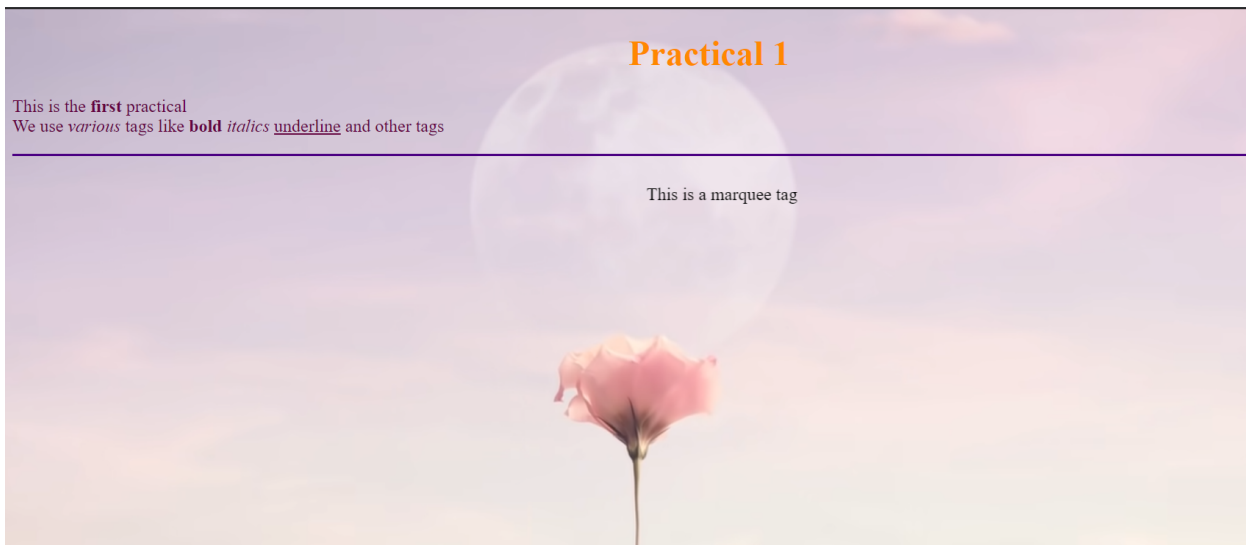 Practical 1
This is the first practical
We use various tags like bold italics underline and other tags
This is a marquee tag